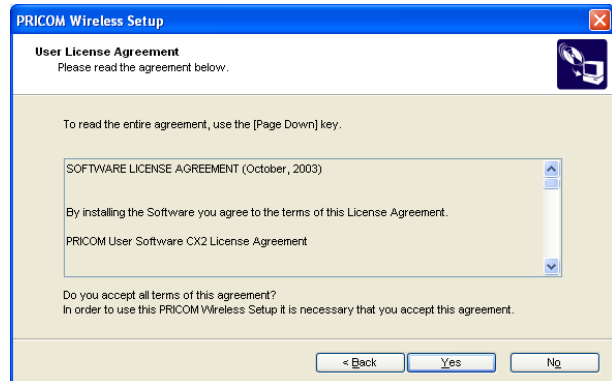 PRICOM Wireless Setup
User License Agreement
Please read the agreement below.
To read the entire agreement, use the [Page Down] key.
SOFTWARE LICENSE AGREEMENT (October, 2003)
By installing the Software you agree to the terms of this License Agreement.
PRICOM User Software CX2 License Agreement
Do you accept all terms of this agreement?
In order to use this PRICOM Wireless Setup it is necessary that you accept this agreement.
< Back Yes No